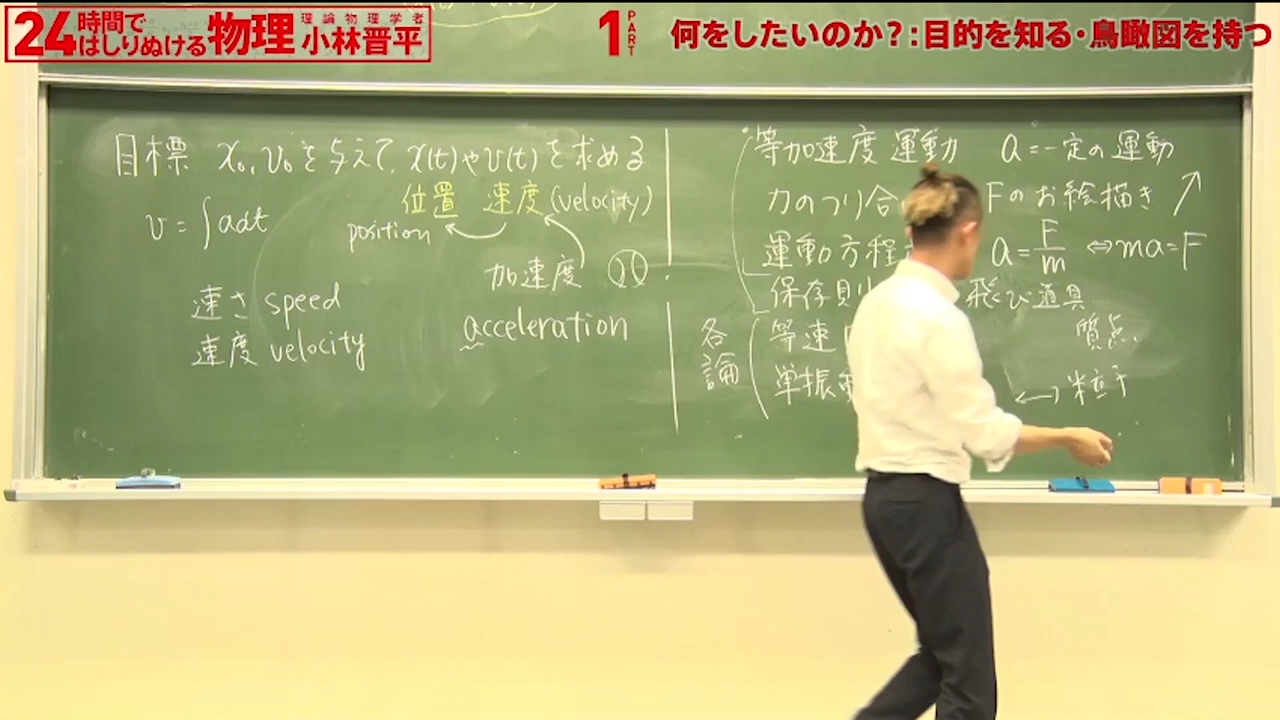 24時間ではしりぬける物理 理論物理学者 小林晋平
1 PART 何をしたいのか?:目的を知る・鳥瞰図を持つ
目標 x₀, v₀を与えて, x(t)やv(t)を求める
位置 速度(velocity)
v = ∫adt
position
加速度
速さ speed
acceleration
速度 velocity
等加速度運動 a=一定の運動
力のつり合 Fのお絵描き
運動方程 a = F/m ⇔ ma=F
保存則 飛び道具
各論
等速 質点
単振動 ↔ 粒子